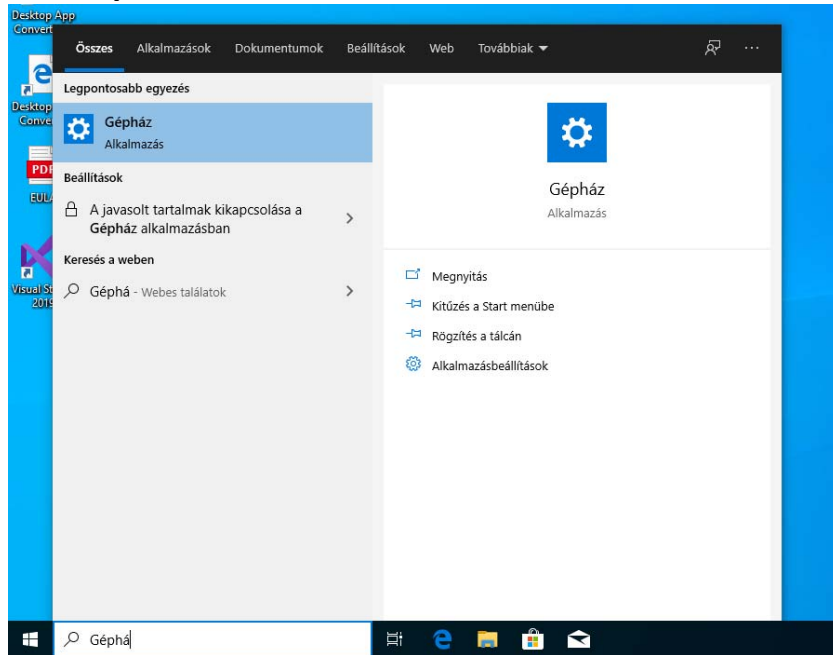 Desktop App
Convert
Összes Alkalmazások Dokumentumok Beállítások Web Továbbiak
Desktop
Conve
PDF
EULA
Visual St
2019
Legpontosabb egyezés
Gépház
Alkalmazás
Beállítások
A javasolt tartalmak kikapcsolása a
Gépház alkalmazásban
Keresés a weben
Géphá - Webes találatok
Gépház
Alkalmazás
Megnyitás
Kitűzés a Start menübe
Rögzítés a tálcán
Alkalmazásbeállítások
Géphá